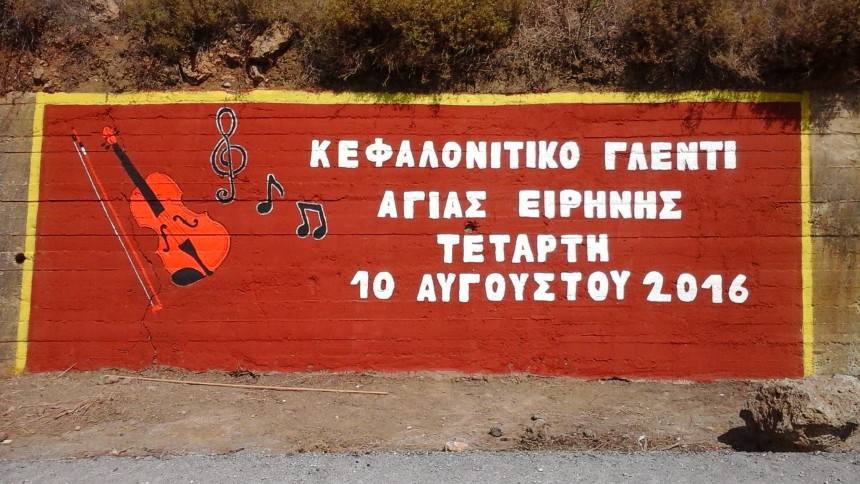 ΚΕΦΑΛΟΝΙΤΙΚΟ ΓΛΕΝΤΙ
ΑΓΙΑΣ ΕΙΡΗΝΗΣ
ΤΕΤΑΡΤΗ
10 ΑΥΓΟΥΣΤΟΥ 2016